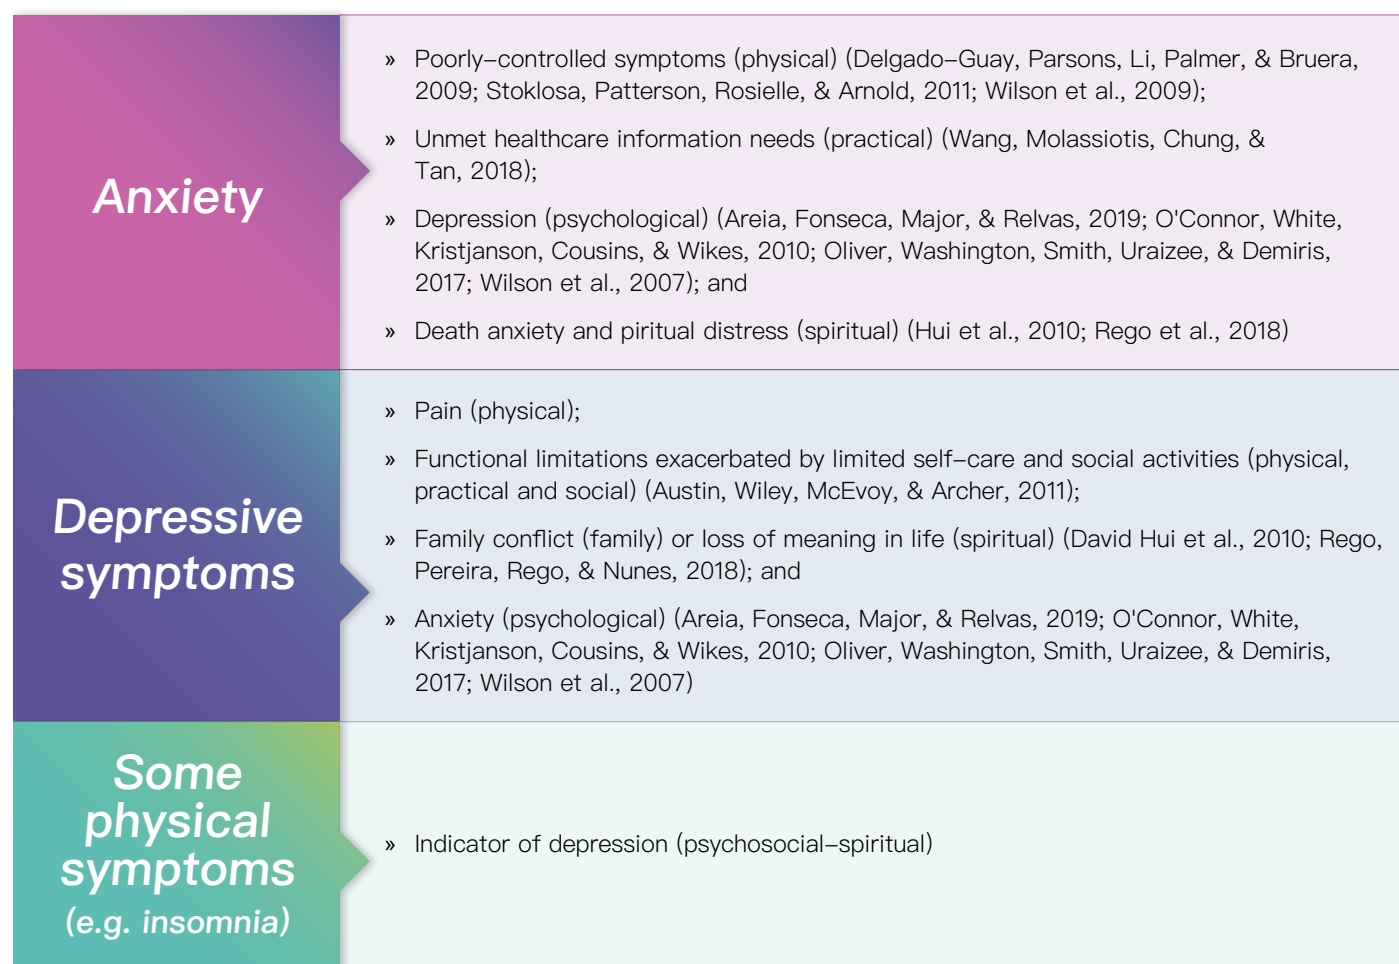 Anxiety
» Poorly-controlled symptoms (physical) (Delgado-Guay, Parsons, Li, Palmer, & Bruera,
2009; Stoklosa, Patterson, Rosielle, & Arnold, 2011; Wilson et al., 2009);
» Unmet healthcare information needs (practical) (Wang, Molassiotis, Chung, &
Tan, 2018);
» Depression (psychological) (Areia, Fonseca, Major, & Relvas, 2019; O'Connor, White,
Kristjanson, Cousins, & Wikes, 2010; Oliver, Washington, Smith, Uraizee, & Demiris,
2017; Wilson et al., 2007); and
» Death anxiety and piritual distress (spiritual) (Hui et al., 2010; Rego et al., 2018)
Depressive
symptoms
» Pain (physical);
» Functional limitations exacerbated by limited self-care and social activities (physical,
practical and social) (Austin, Wiley, McEvoy, & Archer, 2011);
» Family conflict (family) or loss of meaning in life (spiritual) (David Hui et al., 2010; Rego,
Pereira, Rego, & Nunes, 2018); and
» Anxiety (psychological) (Areia, Fonseca, Major, & Relvas, 2019; O'Connor, White,
Kristjanson, Cousins, & Wikes, 2010; Oliver, Washington, Smith, Uraizee, & Demiris,
2017; Wilson et al., 2007)
Some
physical
symptoms
(e.g. insomnia)
» Indicator of depression (psychosocial-spiritual)